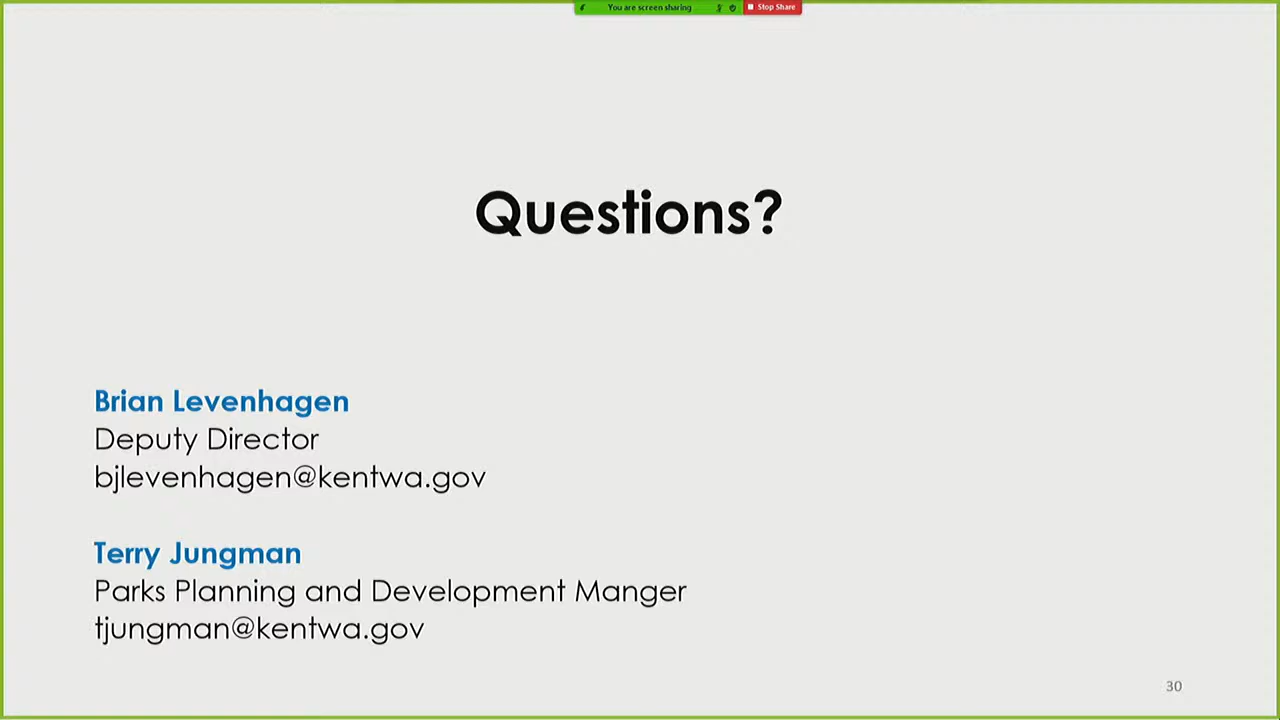 You are screen sharing Stop Share
Questions?
Brian Levenhagen
Deputy Director
bjlevenhagen@kentwa.gov
Terry Jungman
Parks Planning and Development Manger
tjungman@kentwa.gov
30